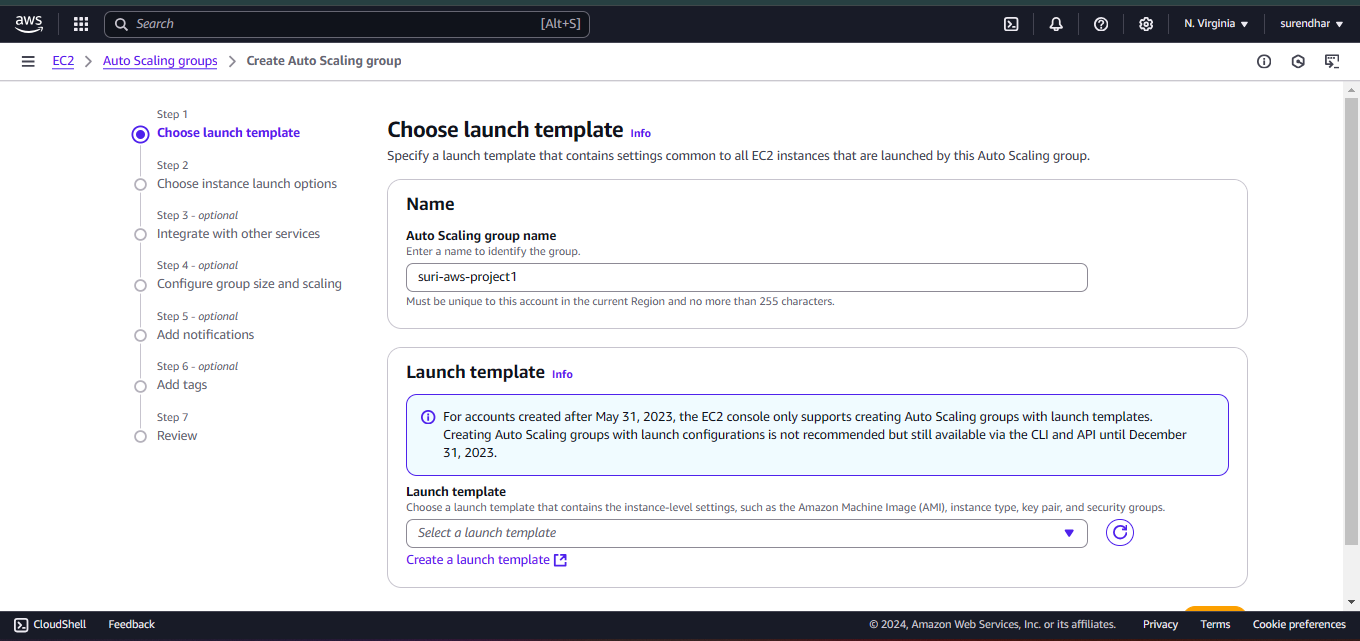 aws
Search
[Alt+S]
N. Virginia
surendhar
EC2
Auto Scaling groups
Create Auto Scaling group
Step 1
Choose launch template
Step 2
Choose instance launch options
Step 3 - optional
Integrate with other services
Step 4 - optional
Configure group size and scaling
Step 5 - optional
Add notifications
Step 6 - optional
Add tags
Step 7
Review
Choose launch template Info
Specify a launch template that contains settings common to all EC2 instances that are launched by this Auto Scaling group.
Name
Auto Scaling group name
Enter a name to identify the group.
suri-aws-project1
Must be unique to this account in the current Region and no more than 255 characters.
Launch template Info
For accounts created after May 31, 2023, the EC2 console only supports creating Auto Scaling groups with launch templates.
Creating Auto Scaling groups with launch configurations is not recommended but still available via the CLI and API until December
31, 2023.
Launch template
Choose a launch template that contains the instance-level settings, such as the Amazon Machine Image (AMI), instance type, key pair, and security groups.
Select a launch template
Create a launch template
CloudShell
Feedback
© 2024, Amazon Web Services, Inc. or its affiliates.
Privacy
Terms
Cookie preferences